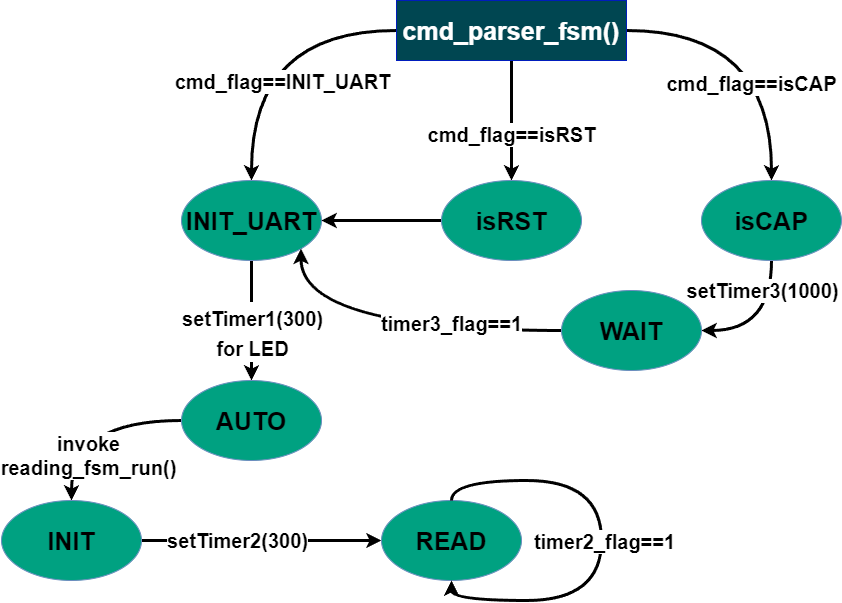 cmd_parser_fsm()
cmd_flag==INIT_UART
cmd_flag==isCAP
cmd_flag==isRST
INIT_UART
isRST
isCAP
setTimer3(1000)
setTimer1(300)
for LED
timer3_flag==1
WAIT
AUTO
invoke
reading_fsm_run()
INIT
setTimer2(300)
READ
timer2_flag==1